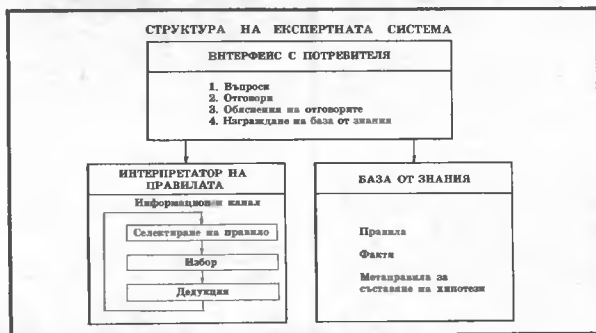 СТРУКТУРА НА ЕКСПЕРТНАТА СИСТЕМА
ИНТЕРФЕЙС С ПОТРЕБИТЕЛЯ
1. Въпроси
2. Отговори
3. Обяснения на отговорите
4. Изграждане на база от знания
ИНТЕРПРЕТАТОР НА
ПРАВИЛАТА
Информационен канал
Селектиране на правило
Избор
Дедукция
БАЗА ОТ ЗНАНИЯ
Правила
Факти
Метаправила за
съставяне на хипотези